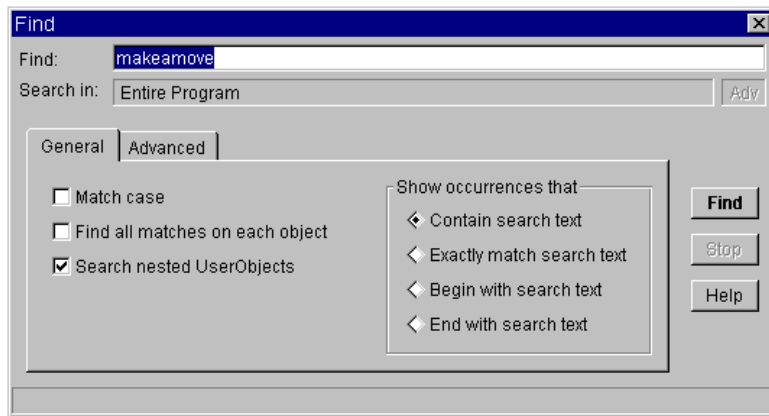 Find
Find: makeamove
Search in: Entire Program Adv
General Advanced
Match case
Find all matches on each object
Search nested UserObjects
Show occurrences that
Contain search text
Exactly match search text
Begin with search text
End with search text
Find
Stop
Help